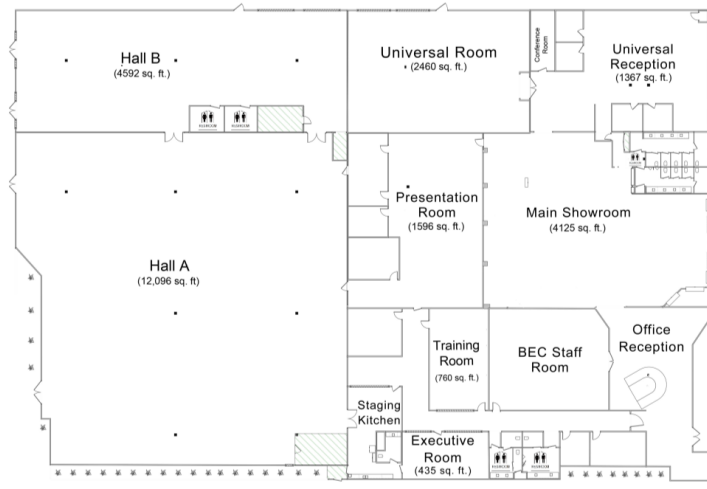 Hall B
(4592 sq. ft.)
Universal Room
(2460 sq. ft.)
Conference
Room
Universal
Reception
(1367 sq. ft.)
Presentation
Room
(1596 sq. ft.)
Main Showroom
(4125 sq. ft.)
Hall A
(12,096 sq. ft)
Training
Room
(760 sq. ft.)
BEC Staff
Room
Office
Reception
Staging
Kitchen
Executive
Room
(435 sq. ft.)